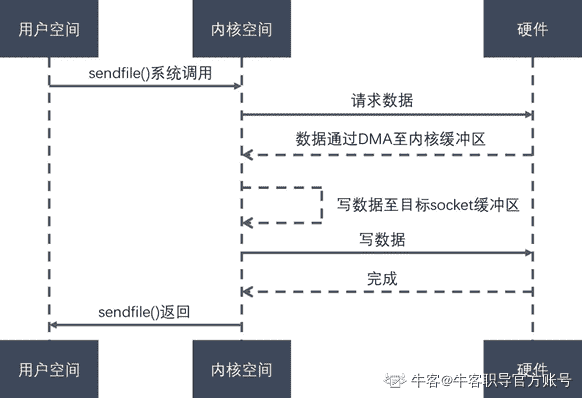 用户空间
内核空间
硬件
sendfile()系统调用
请求数据
数据通过DMA至内核缓冲区
写数据至目标socket缓冲区
写数据
完成
sendfile()返回
用户空间
内核空间
硬件
牛客@牛客职导官方账号